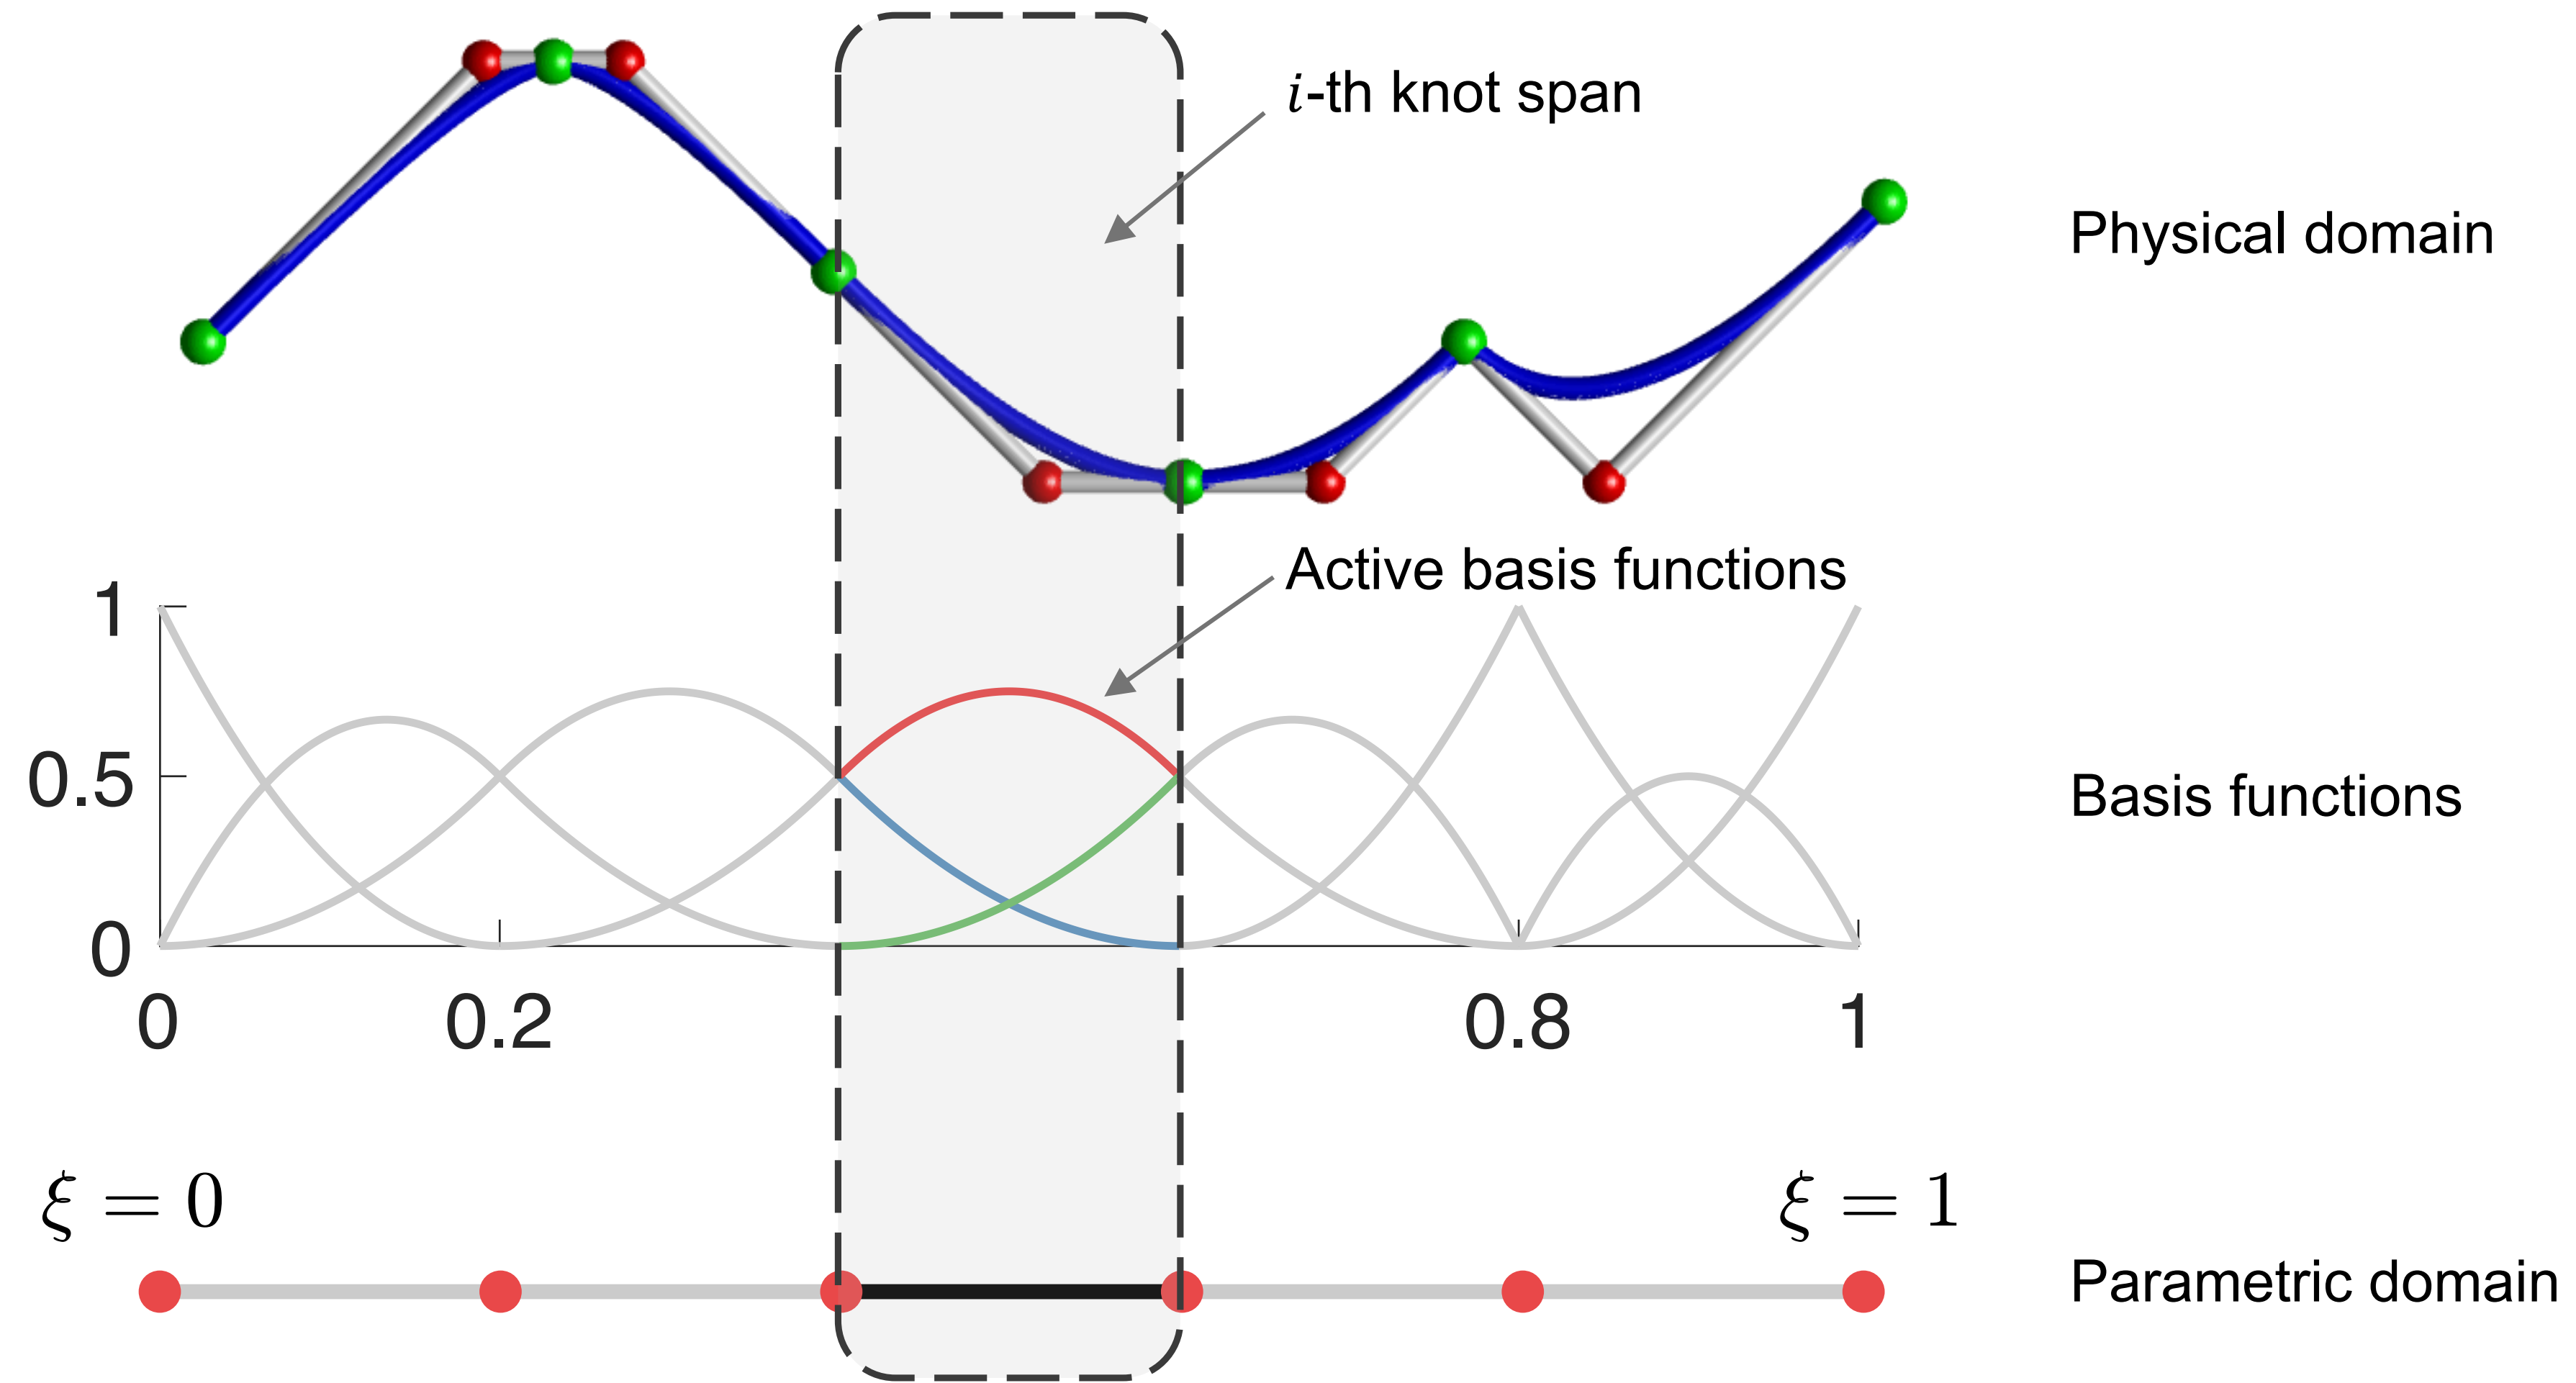 i-th knot span
Physical domain
Active basis functions
1
0.5
0
Basis functions
0 0.2 0.8 1
ξ = 0 ξ = 1
Parametric domain